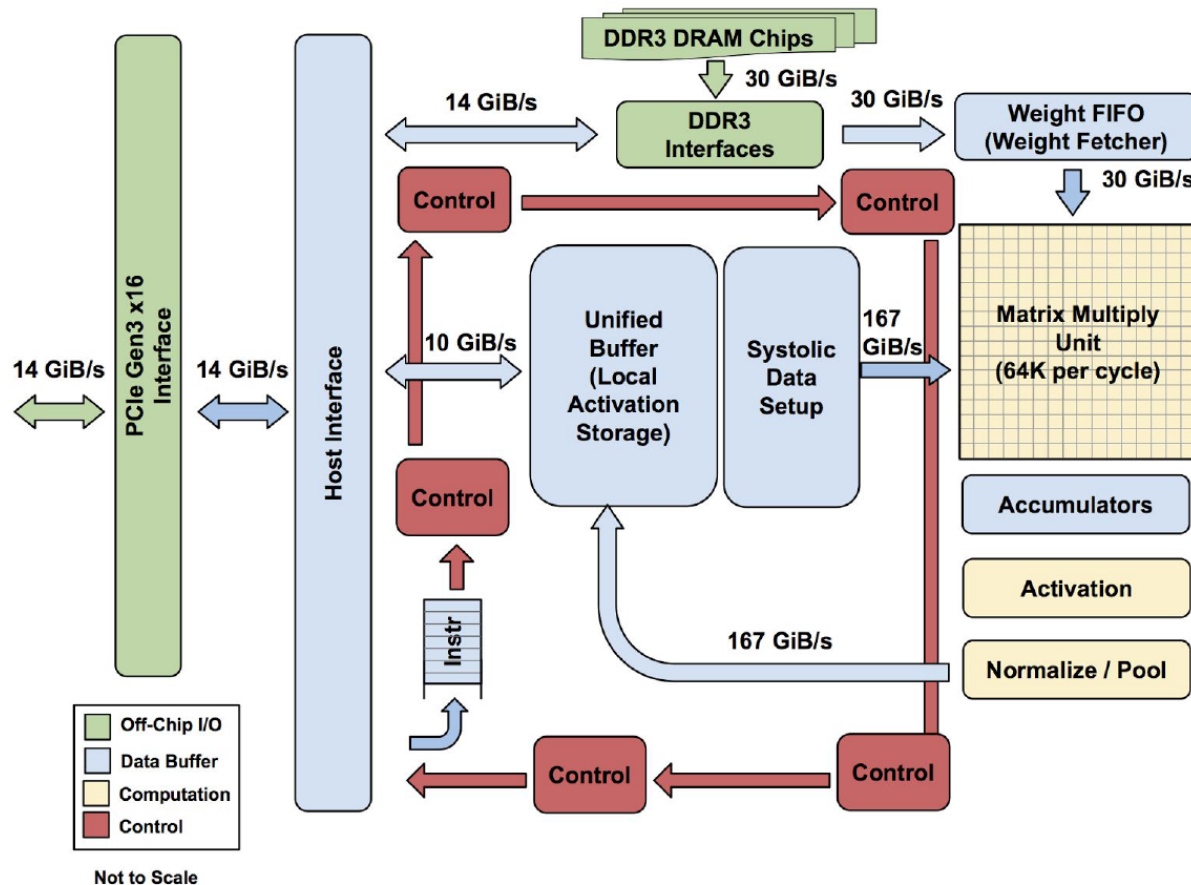 DDR3 DRAM Chips
30 GiB/s
14 GiB/s
30 GiB/s
DDR3
Interfaces
Weight FIFO
(Weight Fetcher)
30 GiB/s
Control
Control
PCIe Gen3 x16
Interface
14 GiB/s
14 GiB/s
Host Interface
10 GiB/s
Unified
Buffer
(Local
Activation
Storage)
Systolic
Data
Setup
167
GiB/s
Matrix Multiply
Unit
(64K per cycle)
Control
Accumulators
Activation
Instr
167 GiB/s
Normalize / Pool
Control
Control
Off-Chip I/O
Data Buffer
Computation
Control
Not to Scale